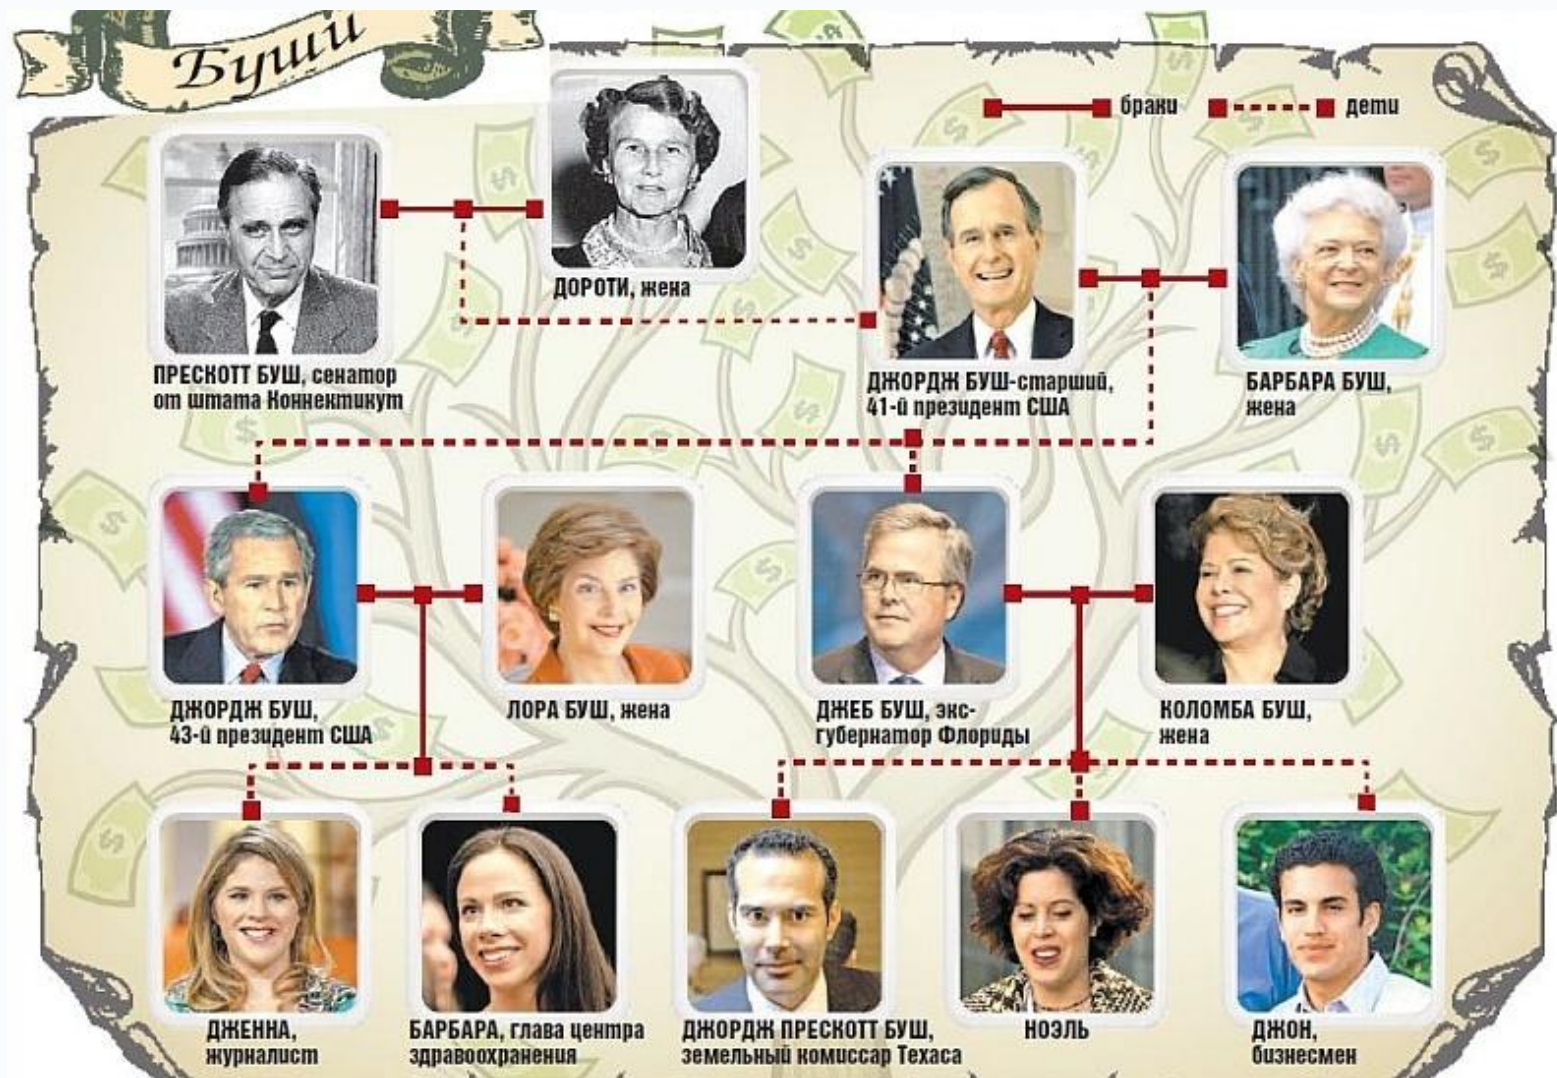 Буши
браки
дети
ДОРОТИ, жена
ПРЕСКОТТ БУШ, сенатор
от штата Коннектикут
ДЖОРДЖ БУШ-старший,
41-й президент США
БАРБАРА БУШ,
жена
ДЖОРДЖ БУШ,
43-й президент США
ЛОРА БУШ, жена
ДЖЕБ БУШ, экс-
губернатор Флориды
КОЛОМБА БУШ,
жена
ДЖЕННА,
журналист
БАРБАРА, глава центра
здравоохранения
ДЖОРДЖ ПРЕСКОТТ БУШ,
земельный комиссар Техаса
НОЭЛЬ
ДЖОН,
бизнесмен